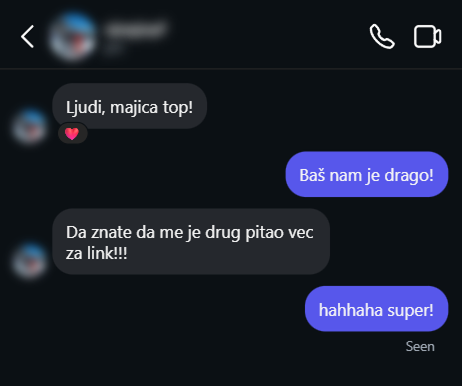 Ljudi, majica top!
Baš nam je drago!
Da znate da me je drug pitao vec
za link!!!
hahhaha super!
Seen